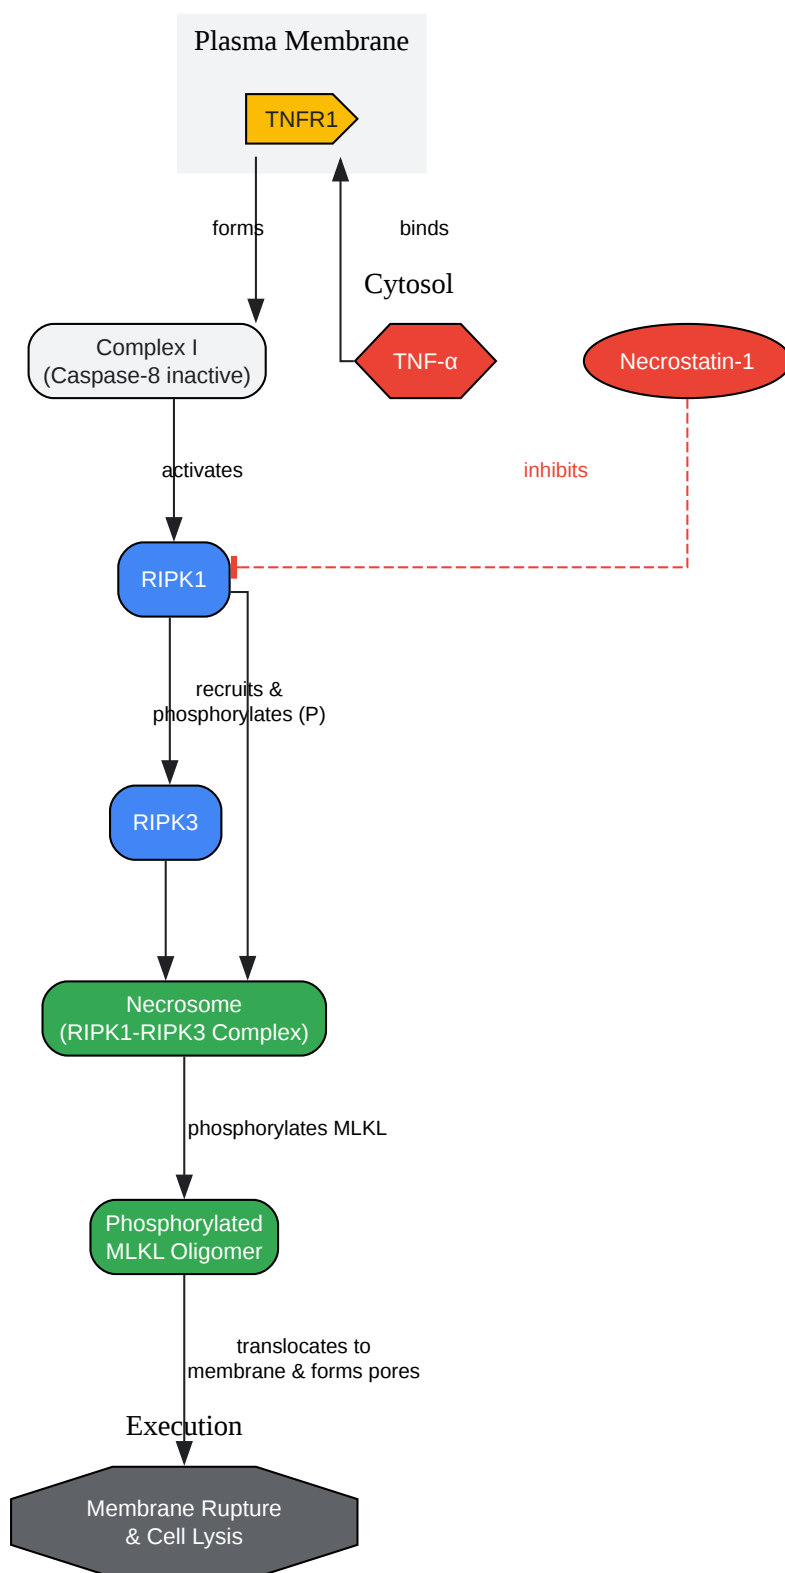 Plasma Membrane
TNFR1
forms
binds
Cytosol
Complex I
(Caspase-8 inactive)
TNF-α
Necrostatin-1
activates
inhibits
RIPK1
recruits &
phosphorylates (P)
RIPK3
Necrosome
(RIPK1-RIPK3 Complex)
phosphorylates MLKL
Phosphorylated
MLKL Oligomer
translocates to
membrane & forms pores
Execution
Membrane Rupture
& Cell Lysis